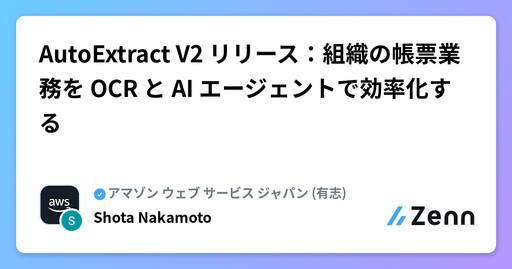 AutoExtract V2 リリース：組織の帳票業
務を OCR と AI エージェントで効率化す
る
aws
S
アマゾン ウェブ サービス ジャパン (有志)
Shota Nakamoto
Zenn